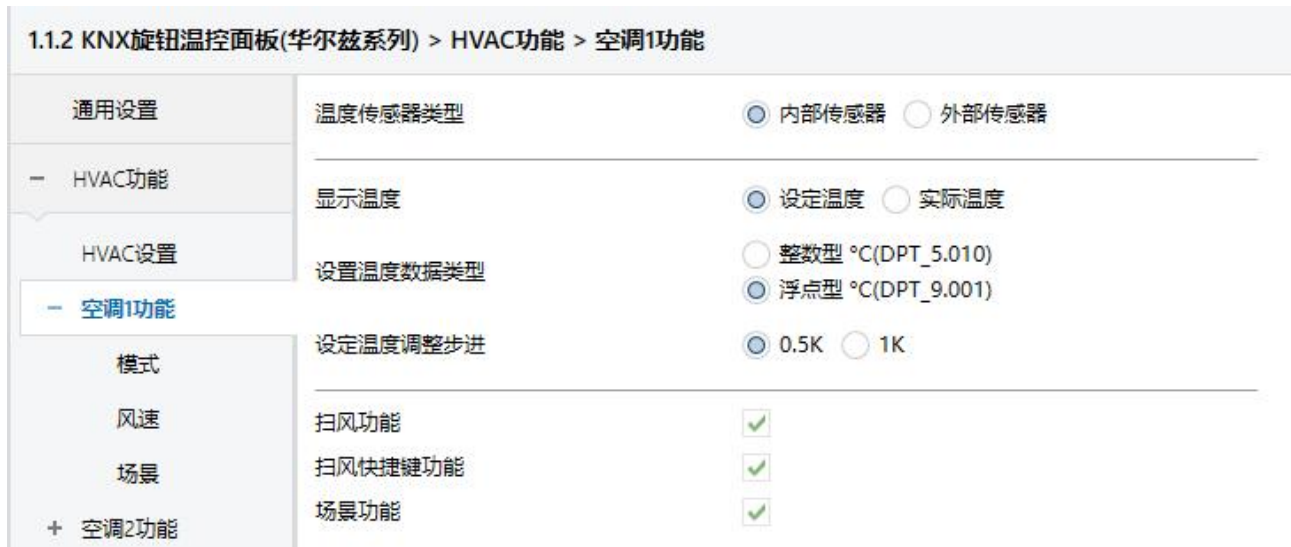 1.1.2 KNX旋钮温控面板(华尔兹系列) > HVAC功能 > 空调1功能
通用设置
HVAC功能
HVAC设置
空调1功能
模式
风速
场景
空调2功能
温度传感器类型 内部传感器 外部传感器
显示温度 设定温度 实际温度
设置温度数据类型 整数型 °C(DPT_5.010)
浮点型 °C(DPT_9.001)
设定温度调整步进 0.5K 1K
扫风功能
扫风快捷键功能
场景功能